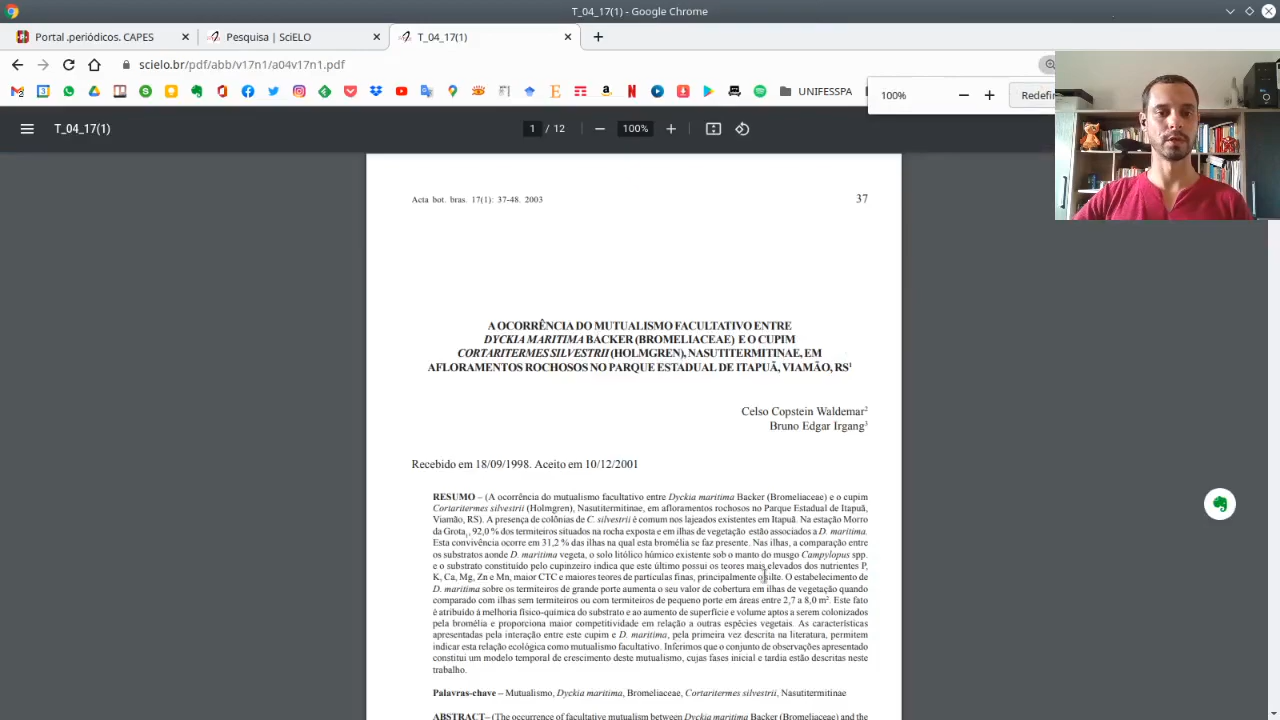 T_04_17(1) - Google Chrome
Portal .periódicos. CAPES
Pesquisa | SciELO
T_04_17(1)
scielo.br/pdf/abb/v17n1/a04v17n1.pdf
UNIFESSPA
100%
Redefi
T_04_17(1)
1 / 12
100%
Acta bot. bras. 17(1): 37-48. 2003
37
A OCORRÊNCIA DO MUTUALISMO FACULTATIVO ENTRE
DYCKIA MARITIMA BACKER (BROMELIACEAE) E O CUPIM
CORTARITERMES SILVESTRII (HOLMGREN), NASUTITERMITINAE, EM
AFLORAMENTOS ROCHOSOS NO PARQUE ESTADUAL DE ITAPUÃ, VIAMÃO, RS¹
Celso Copstein Waldemar²
Bruno Edgar Irgang³
Recebido em 18/09/1998. Aceito em 10/12/2001
RESUMO – (A ocorrência do mutualismo facultativo entre Dyckia maritima Backer (Bromeliaceae) e o cupim
Cortaritermes silvestrii (Holmgren), Nasutitermitinae, em afloramentos rochosos no Parque Estadual de Itapuã,
Viamão, RS). A presença de colônias de C. silvestrii é comum nos lajeados existentes em Itapuã. Na estação Morro
da Grota₁, 92,0 % dos termiteiros situados na rocha exposta e em ilhas de vegetação estão associados a D. maritima.
Esta convivência ocorre em 31,2 % das ilhas na qual esta bromélia se faz presente. Nas ilhas, a comparação entre
os substratos aonde D. maritima vegeta, o solo litólico húmico existente sob o manto do musgo Campylopus spp.
e o substrato constituído pelo cupinzeiro indica que este último possui os teores mais elevados dos nutrientes P,
K, Ca, Mg, Zn e Mn, maior CTC e maiores teores de partículas finas, principalmente o silte. O estabelecimento de
D. maritima sobre os termiteiros de grande porte aumenta o seu valor de cobertura em ilhas de vegetação quando
comparado com ilhas sem termiteiros ou com termiteiros de pequeno porte em áreas entre 2,7 a 8,0 m². Este fato
é atribuído à melhoria físico-química do substrato e ao aumento de superfície e volume aptos a serem colonizados
pela bromélia e proporciona maior competitividade em relação a outras espécies vegetais. As características
apresentadas pela interação entre este cupim e D. maritima, pela primeira vez descrita na literatura, permitem
indicar esta relação ecológica como mutualismo facultativo. Inferimos que o conjunto de observações apresentado
constitui um modelo temporal de crescimento deste mutualismo, cujas fases inicial e tardia estão descritas neste
trabalho.
Palavras-chave – Mutualismo, Dyckia maritima, Bromeliaceae, Cortaritermes silvestrii, Nasutitermitinae
ABSTRACT– (The occurrence of facultative mutualism between Dyckia maritima Backer (Bromeliaceae) and the